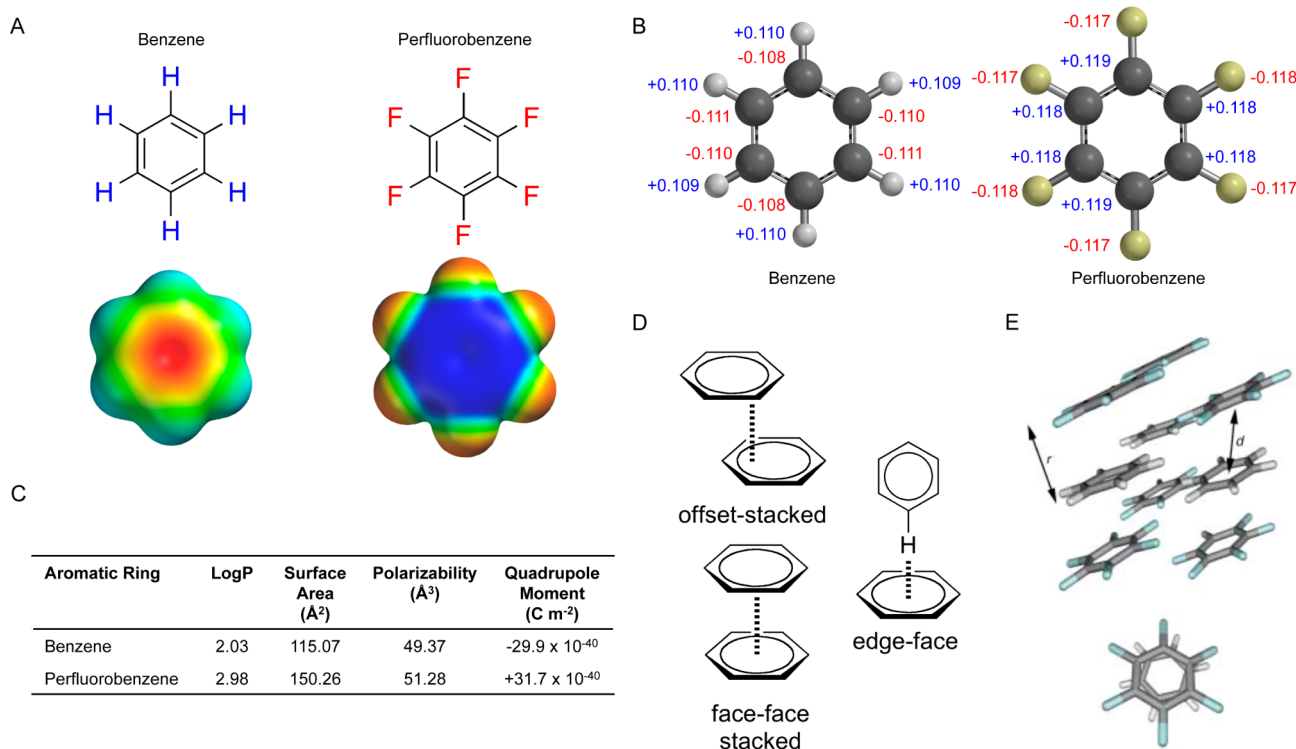 A
Benzene
Perfluorobenzene
H
H
H
H
H
H
F
F
F
F
F
F
B
+0.110
-0.108
+0.110
+0.109
-0.111
-0.110
-0.110
-0.111
+0.109
+0.110
-0.108
+0.110
Benzene
-0.117
+0.119
-0.117
-0.118
+0.118
+0.118
+0.118
+0.118
-0.118
-0.117
+0.119
-0.117
Perfluorobenzene
C
Aromatic Ring LogP Surface Area (Å²) Polarizability (Å³) Quadrupole Moment (C m⁻²)
Benzene 2.03 115.07 49.37 -29.9 x 10⁻⁴⁰
Perfluorobenzene 2.98 150.26 51.28 +31.7 x 10⁻⁴⁰
D
offset-stacked
face-face
stacked
H
edge-face
E
r
d